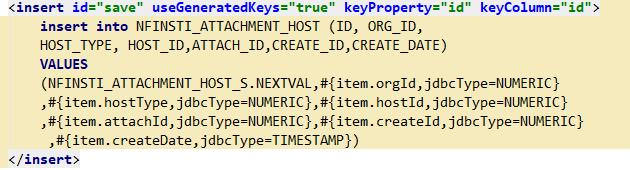 <insert id="save" useGeneratedKeys="true" keyProperty="id" keyColumn="id">
insert into NFINSTI_ATTACHMENT_HOST (ID, ORG_ID,
HOST_TYPE, HOST_ID,ATTACH_ID,CREATE_ID,CREATE_DATE)
VALUES
(NFINSTI_ATTACHMENT_HOST_S.NEXTVAL,#{item.orgId,jdbcType=NUMERIC}
,#{item.hostType,jdbcType=NUMERIC},#{item.hostId,jdbcType=NUMERIC}
,#{item.attachId,jdbcType=NUMERIC},#{item.createId,jdbcType=NUMERIC}
,#{item.createDate,jdbcType=TIMESTAMP})
</insert>